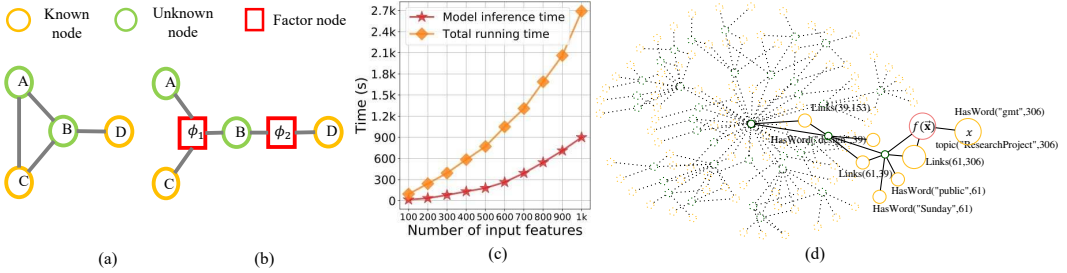 Known
node
Unknown
node
Factor node
A
B
D
C
(a)
A
ϕ1
B
ϕ2
D
C
(b)
Model inference time
Total running time
Time (s)
2.7k
2.4k
2.1k
1.8k
1.5k
1.2k
900
600
300
0
100 200 300 400 500 600 700 800 900 1k
Number of input features
(c)
Links(39,153)
HasWord("gmt",306)
f(x̄)
x
HasWord("design",39)
topic("ResearchProject",306)
Links(61,306)
Links(61,39)
HasWord("public",61)
HasWord("Sunday",61)
(d)